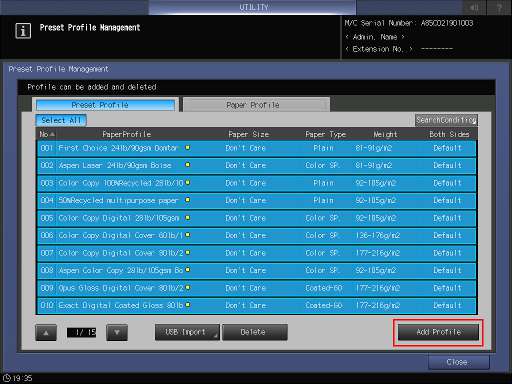 UTILITY
Preset Profile Management
M/C Serial Number: A85C021901003
< Admin. Name >
< Extension No. > --------
Preset Profile Management
Profile can be added and deleted
Preset Profile Paper Profile
Select All SearchCondition
No. PaperProfile Paper Size Paper Type Weight Both Sides
001 First Choice 24lb/90gsm Domtar Don't Care Plain 81-91g/m2 Default
002 Aspen Laser 24lb/90gsm Boise Don't Care Color SP. 81-91g/m2 Default
003 Color Copy 100%Recycled 28lb/10 Don't Care Plain 92-105g/m2 Default
004 50%Recycled multipurpose paper Don't Care Plain 92-105g/m2 Default
005 Color Copy Digital 28lb/105gsm Don't Care Color SP. 92-105g/m2 Default
006 Color Copy Digital Cover 60lb/1 Don't Care Color SP. 136-176g/m2 Default
007 Color Copy Digital Cover 80lb/2 Don't Care Color SP. 177-216g/m2 Default
008 Aspen Color Copy 28lb/105gsm Bo Don't Care Color SP. 92-105g/m2 Default
009 Opus Gloss Digital Cover 80lb/2 Don't Care Coated-GO 177-216g/m2 Default
010 Exact Digital Coated Gloss 80lb Don't Care Coated-GO 177-216g/m2 Default
1/ 15 USB Import Delete Add Profile
Close
19:35